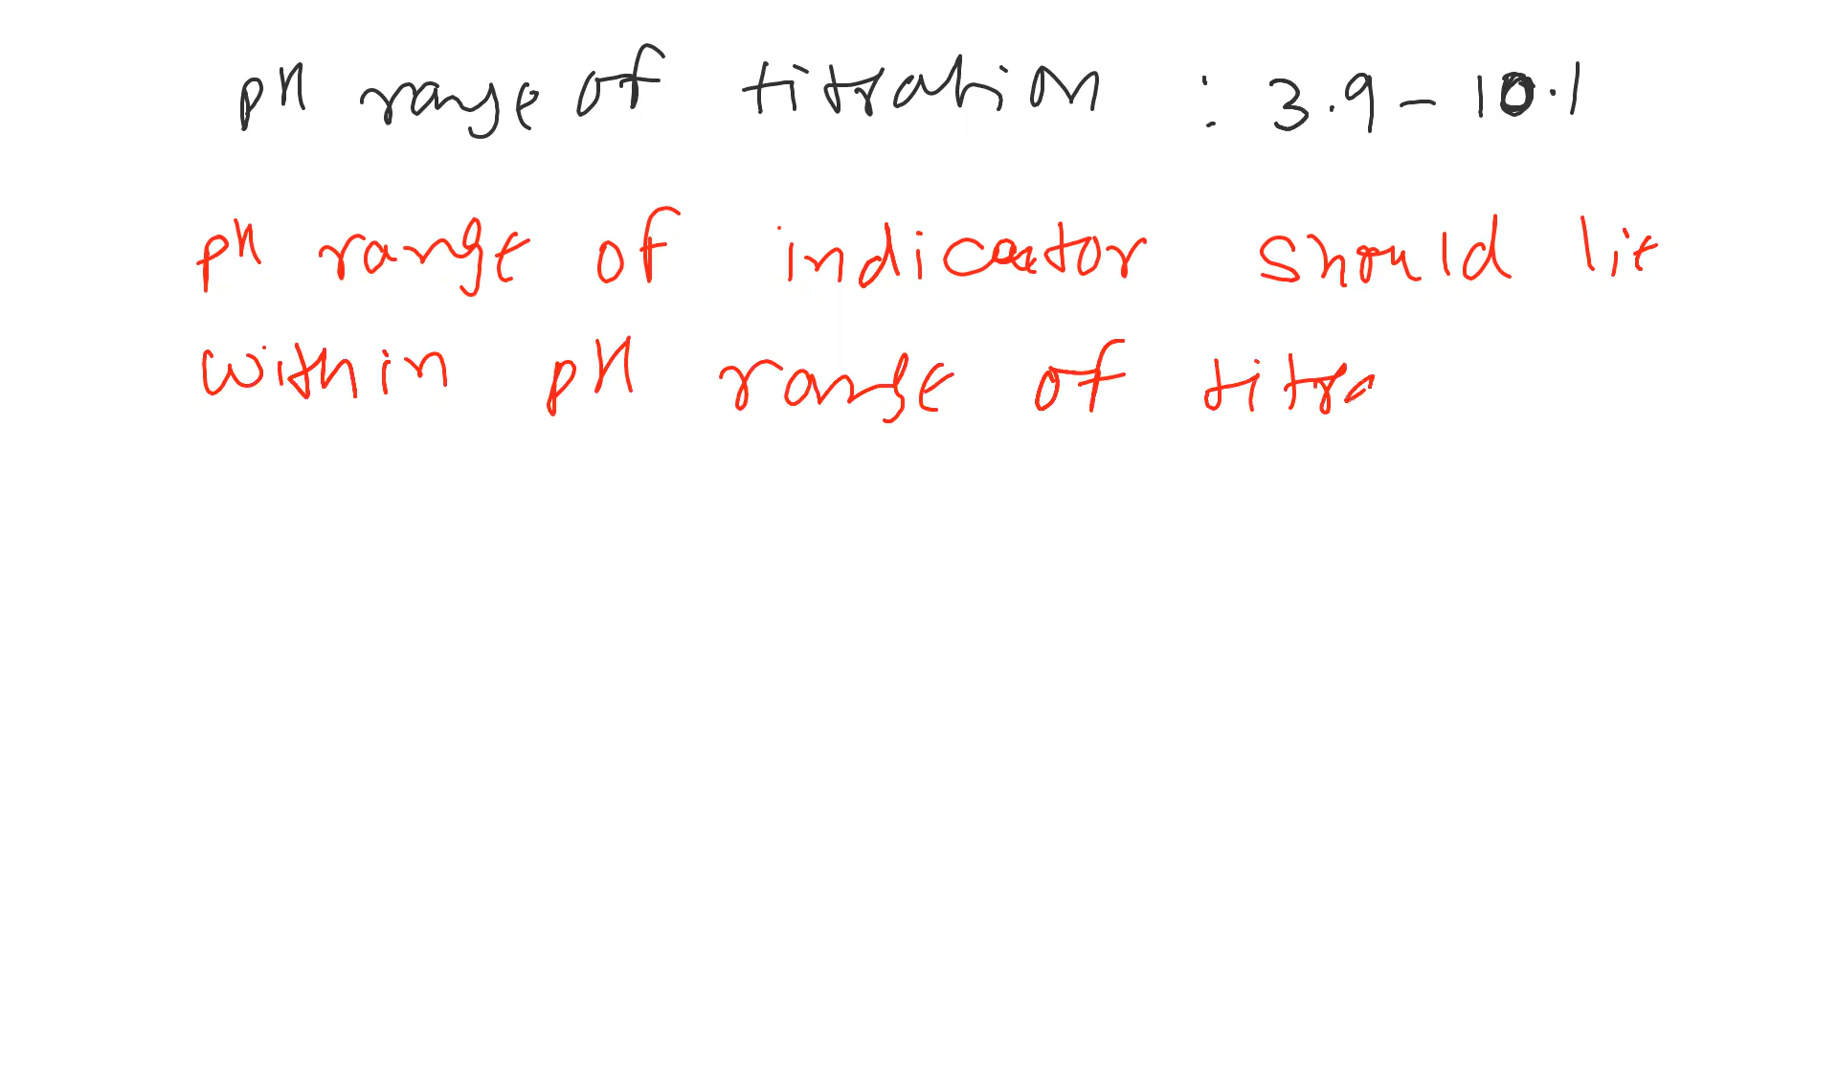 pH range of titration : 3.9 - 10.1
pH range of indicator should lie
within pH range of titra